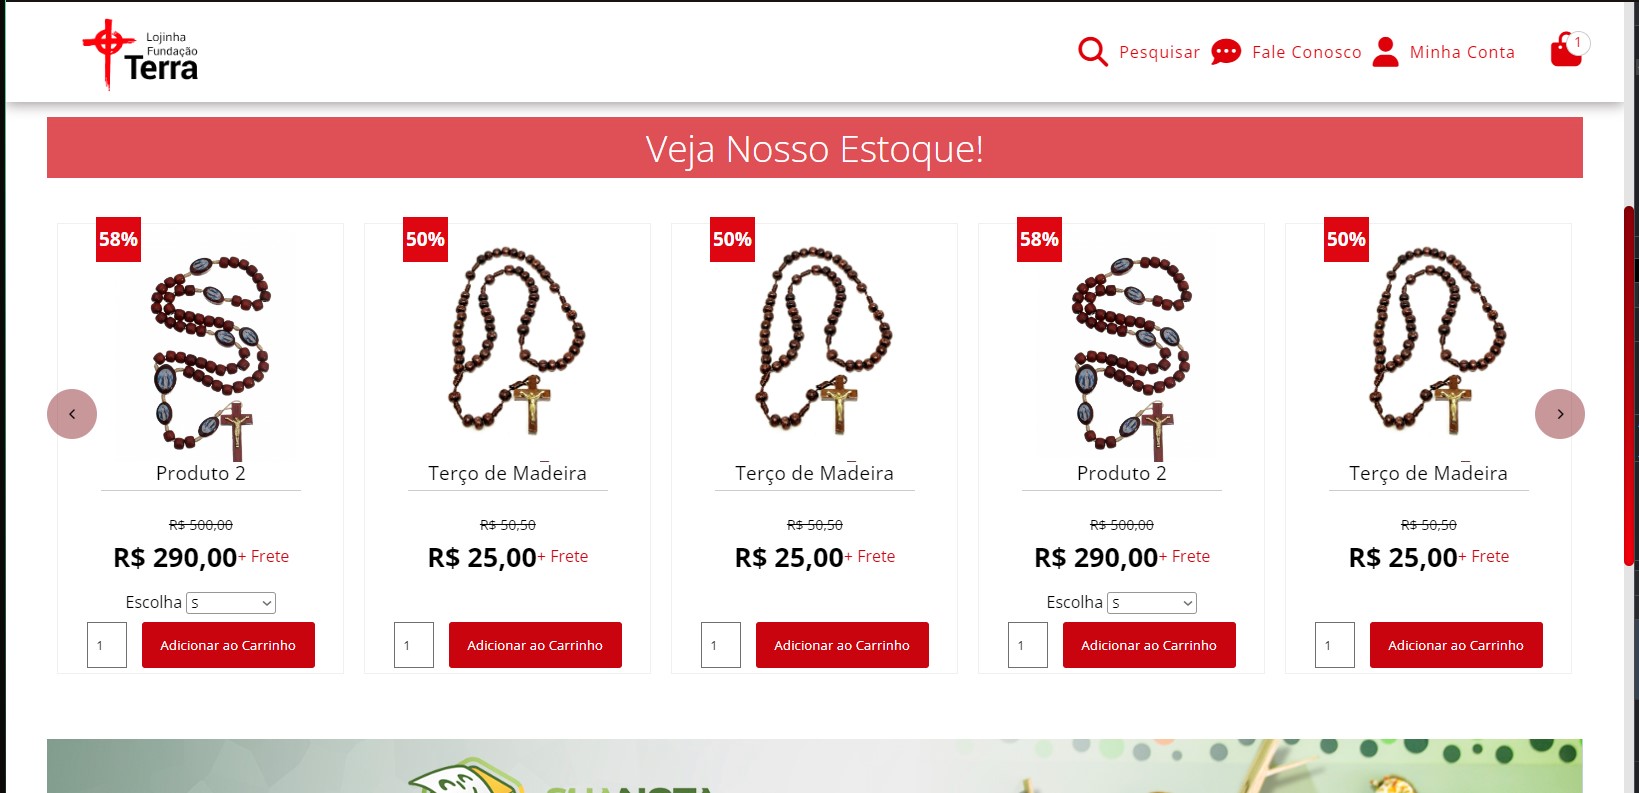 Lojinha
Fundação
Terra
Pesquisar
Fale Conosco
Minha Conta
1
Veja Nosso Estoque!
58%
50%
50%
58%
50%
Produto 2
Terço de Madeira
Terço de Madeira
Produto 2
Terço de Madeira
R$ 500,00
R$ 50,50
R$ 50,50
R$ 500,00
R$ 50,50
R$ 290,00+ Frete
R$ 25,00+ Frete
R$ 25,00+ Frete
R$ 290,00+ Frete
R$ 25,00+ Frete
Escolha S
Escolha S
1 Adicionar ao Carrinho
1 Adicionar ao Carrinho
1 Adicionar ao Carrinho
1 Adicionar ao Carrinho
1 Adicionar ao Carrinho